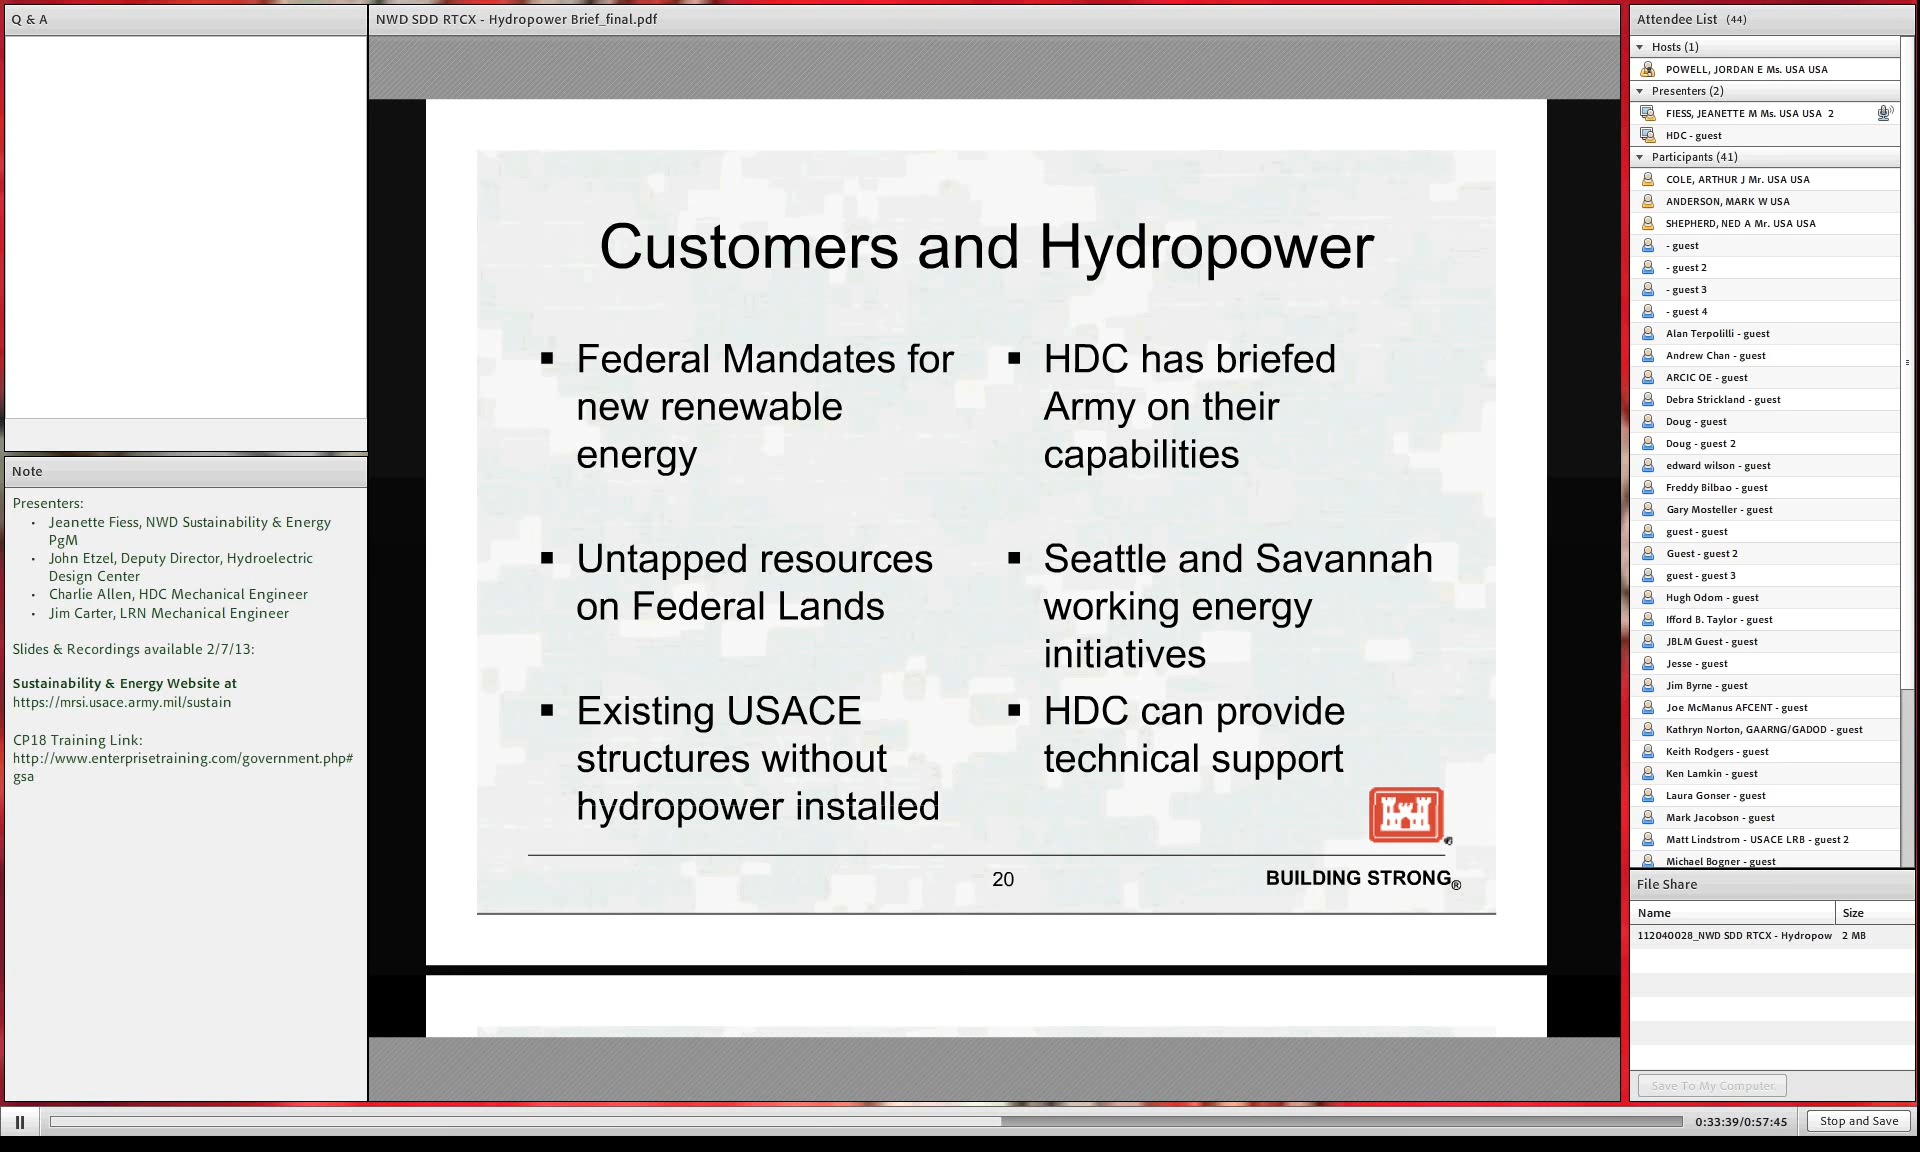 Q & A
NWD SDD RTCX - Hydropower Brief_final.pdf
Customers and Hydropower
Federal Mandates for
new renewable
energy
Untapped resources
on Federal Lands
Existing USACE
structures without
hydropower installed
HDC has briefed
Army on their
capabilities
Seattle and Savannah
working energy
initiatives
HDC can provide
technical support
20
BUILDING STRONG®
Note
Presenters:
• Jeanette Fiess, NWD Sustainability & Energy
PgM
• John Etzel, Deputy Director, Hydroelectric
Design Center
• Charlie Allen, HDC Mechanical Engineer
• Jim Carter, LRN Mechanical Engineer
Slides & Recordings available 2/7/13:
Sustainability & Energy Website at
https://mrsi.usace.army.mil/sustain
CP18 Training Link:
http://www.enterprisetraining.com/government.php#
gsa
Attendee List (44)
Hosts (1)
POWELL, JORDAN E Ms. USA USA
Presenters (2)
FIESS, JEANETTE M Ms. USA USA 2
HDC - guest
Participants (41)
COLE, ARTHUR J Mr. USA USA
ANDERSON, MARK W USA
SHEPHERD, NED A Mr. USA USA
- guest
- guest 2
- guest 3
- guest 4
Alan Terpolilli - guest
Andrew Chan - guest
ARCIC OE - guest
Debra Strickland - guest
Doug - guest
Doug - guest 2
edward wilson - guest
Freddy Bilbao - guest
Gary Mosteller - guest
guest - guest
Guest - guest 2
guest - guest 3
Hugh Odom - guest
Ifford B. Taylor - guest
JBLM Guest - guest
Jesse - guest
Jim Byrne - guest
Joe McManus AFCENT - guest
Kathryn Norton, GAARNG/GADOD - guest
Keith Rodgers - guest
Ken Lamkin - guest
Laura Gonser - guest
Mark Jacobson - guest
Matt Lindstrom - USACE LRB - guest 2
Michael Bogner - guest
File Share
Name Size
112040028_NWD SDD RTCX - Hydropow 2 MB
Save To My Computer
0:33:39/0:57:45
Stop and Save